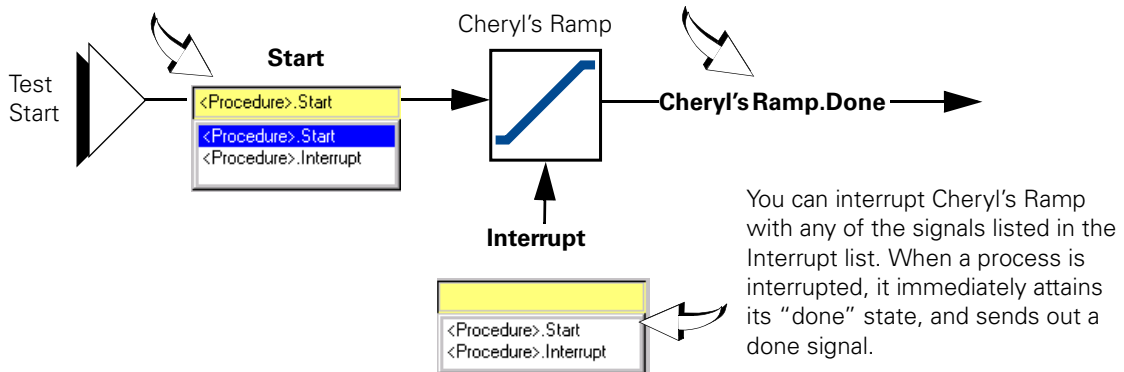 Test
Start
Start
<Procedure>.Start
<Procedure>.Start
<Procedure>.Interrupt
Cheryl's Ramp
Cheryl's Ramp.Done
Interrupt
<Procedure>.Start
<Procedure>.Interrupt
You can interrupt Cheryl's Ramp
with any of the signals listed in the
Interrupt list. When a process is
interrupted, it immediately attains
its “done” state, and sends out a
done signal.